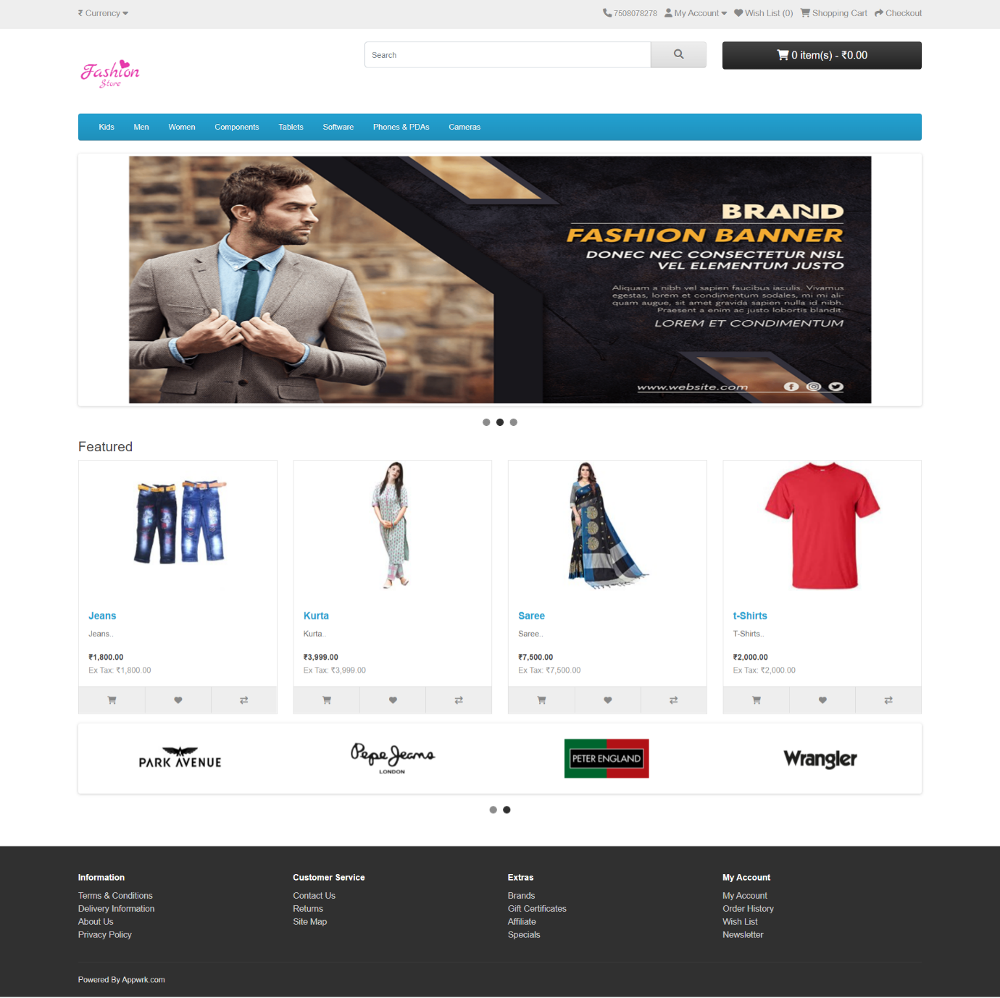 ₹ Currency
7508078278 My Account Wish List (0) Shopping Cart Checkout
Fashion
Store
Search
0 item(s) - ₹0.00
Kids Men Women Components Tablets Software Phones & PDAs Cameras
BRAND
FASHION BANNER
DONEC NEC CONSECTETUR NISL
VEL ELEMENTUM JUSTO
Aliquam a nibh vel sapien faucibus iaculis. Vivamus
egestas, lorem et condimentum sodales, mi mi ali-
quam augue, sit amet gravida sapien nulla id nibh.
Praesent a enim ac justo lobortis blandit.
LOREM ET CONDIMENTUM
www.website.com
Featured
Jeans
Jeans..
₹1,800.00
Ex Tax: ₹1,800.00
Kurta
Kurta..
₹3,999.00
Ex Tax: ₹3,999.00
Saree
Saree..
₹7,500.00
Ex Tax: ₹7,500.00
t-Shirts
T-Shirts..
₹2,000.00
Ex Tax: ₹2,000.00
PARK AVENUE
Pepe Jeans
LONDON
PETER ENGLAND
Wrangler
Information
Terms & Conditions
Delivery Information
About Us
Privacy Policy
Customer Service
Contact Us
Returns
Site Map
Extras
Brands
Gift Certificates
Affiliate
Specials
My Account
My Account
Order History
Wish List
Newsletter
Powered By Appwrk.com